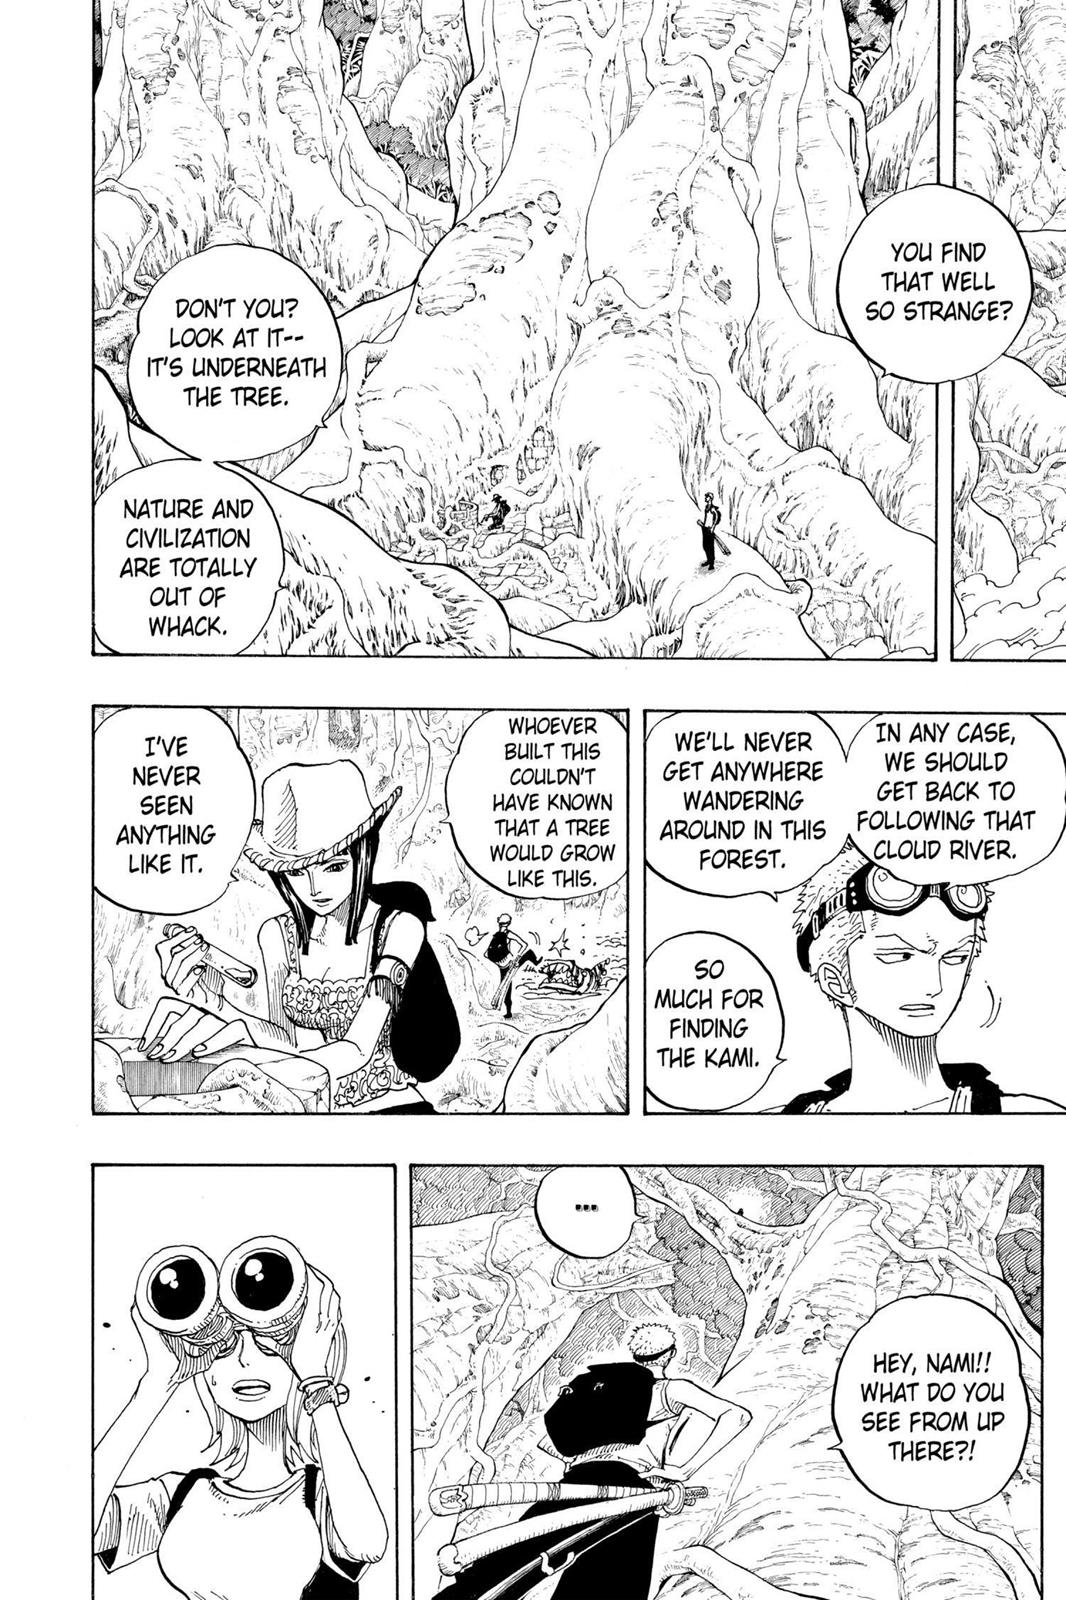 YOU FIND
THAT WELL
SO STRANGE?
DON'T YOU?
LOOK AT IT--
IT'S UNDERNEATH
THE TREE.
NATURE AND
CIVILIZATION
ARE TOTALLY
OUT OF
WHACK.
IN ANY CASE,
WE SHOULD
GET BACK TO
FOLLOWING THAT
CLOUD RIVER.
WE'LL NEVER
GET ANYWHERE
WANDERING
AROUND IN THIS
FOREST.
SO
MUCH FOR
FINDING
THE KAMI.
WHOEVER
BUILT THIS
COULDN'T
HAVE KNOWN
THAT A TREE
WOULD GROW
LIKE THIS.
I'VE
NEVER
SEEN
ANYTHING
LIKE IT.
HEY, NAMI!!
WHAT DO YOU
SEE FROM UP
THERE?!
...